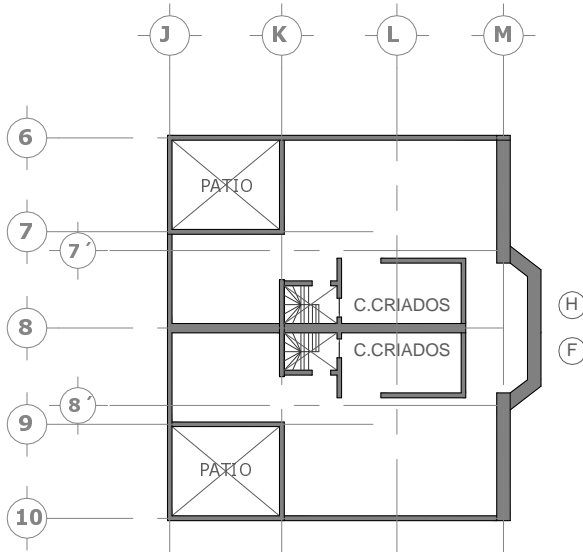 J K L M
6
PATIO
7
7´
C.CRIADOS
H
8
C.CRIADOS
F
8´
9
PATIO
10